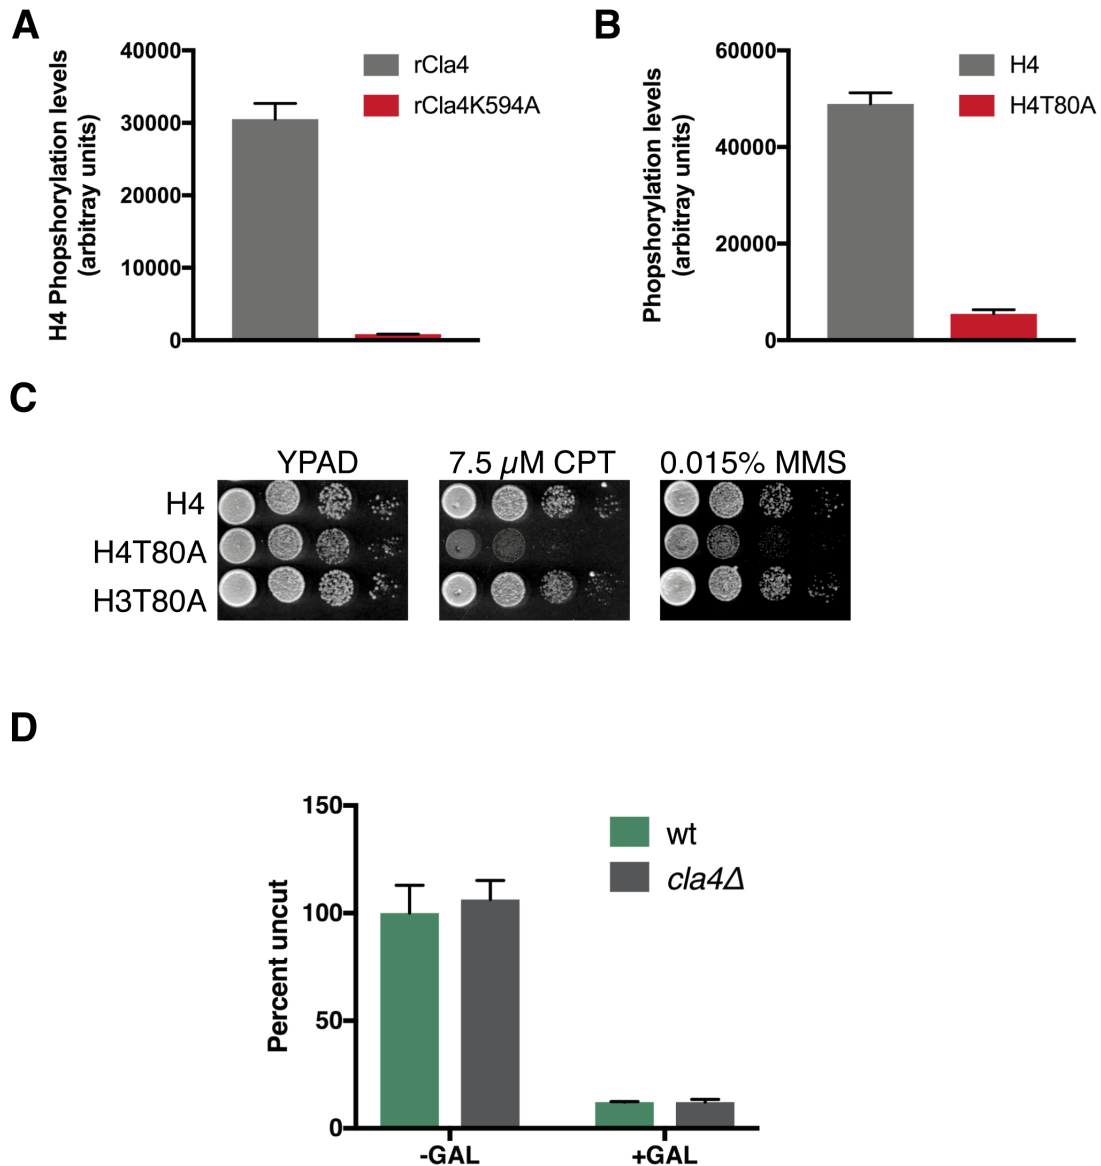 A
H4 Phopshorylation levels
(arbitray units)
40000
30000
20000
10000
0
rCla4
rCla4K594A
B
Phopshorylation levels
(arbitray units)
60000
40000
20000
0
H4
H4T80A
C
YPAD
7.5 µM CPT
0.015% MMS
H4
H4T80A
H3T80A
D
Percent uncut
150
100
50
0
wt
cla4Δ
-GAL
+GAL